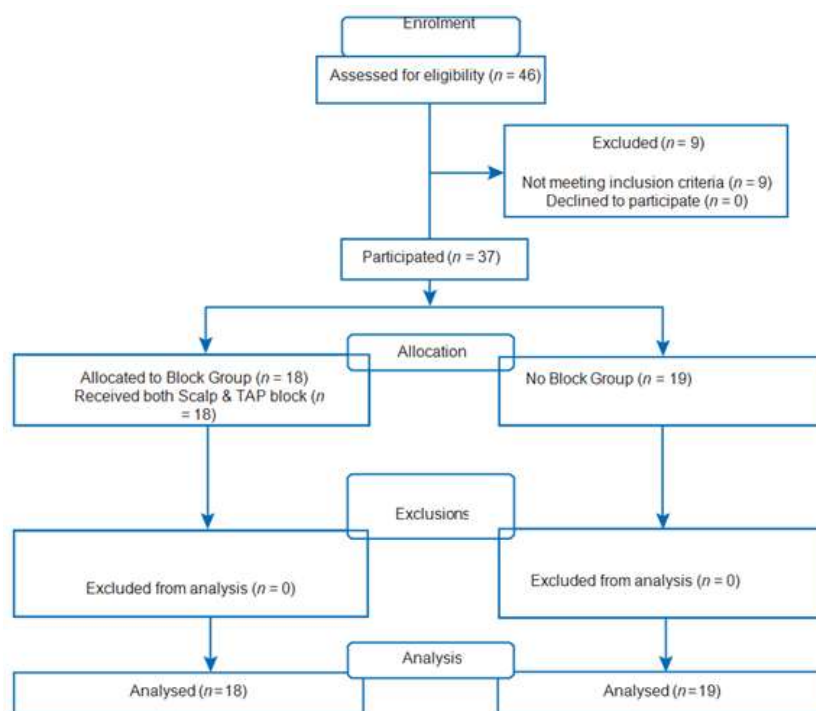 Enrolment
Assessed for eligibility (n = 46)
Excluded (n = 9)
Not meeting inclusion criteria (n = 9)
Declined to participate (n = 0)
Participated (n = 37)
Allocation
Allocated to Block Group (n = 18)
Received both Scalp & TAP block (n
= 18)
No Block Group (n = 19)
Exclusions
Excluded from analysis (n = 0)
Excluded from analysis (n = 0)
Analysis
Analysed (n=18)
Analysed (n=19)